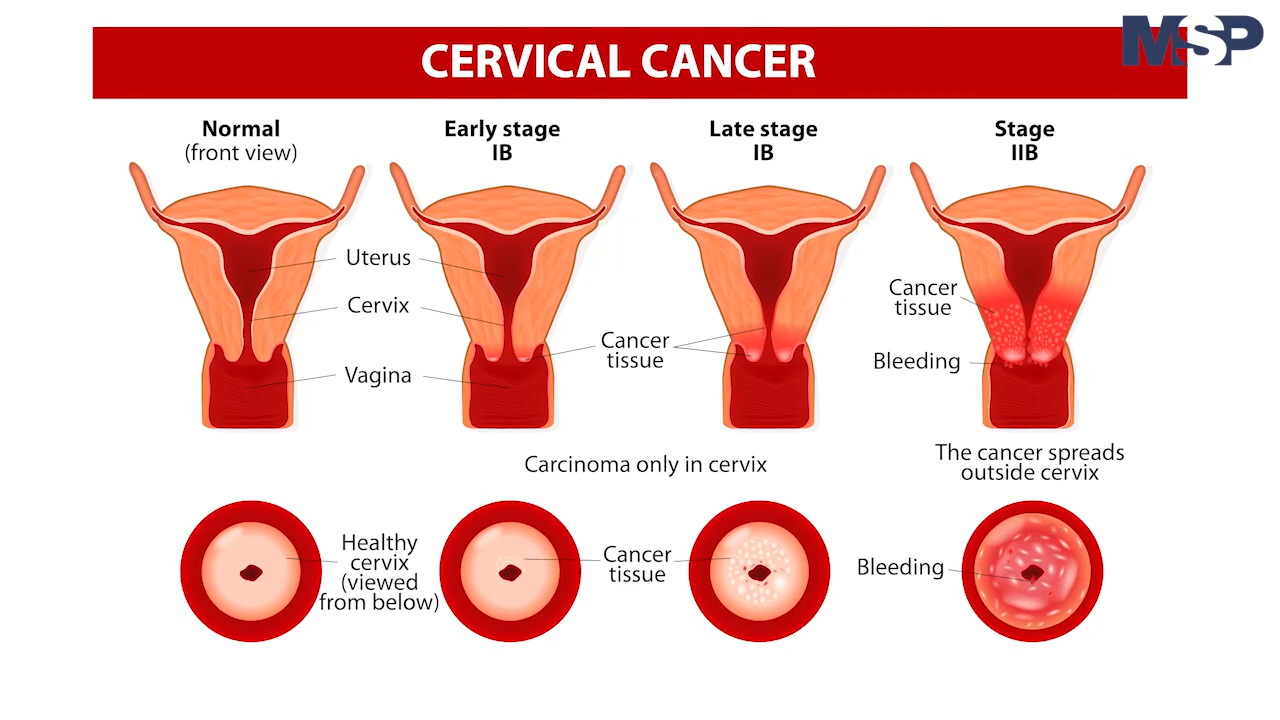 MSP
CERVICAL CANCER
Normal
(front view)
Early stage
IB
Late stage
IB
Stage
IIB
Uterus
Cervix
Vagina
Cancer
tissue
Cancer
tissue
Bleeding
Carcinoma only in cervix
The cancer spreads
outside cervix
Healthy
cervix
(viewed
from below)
Cancer
tissue
Bleeding